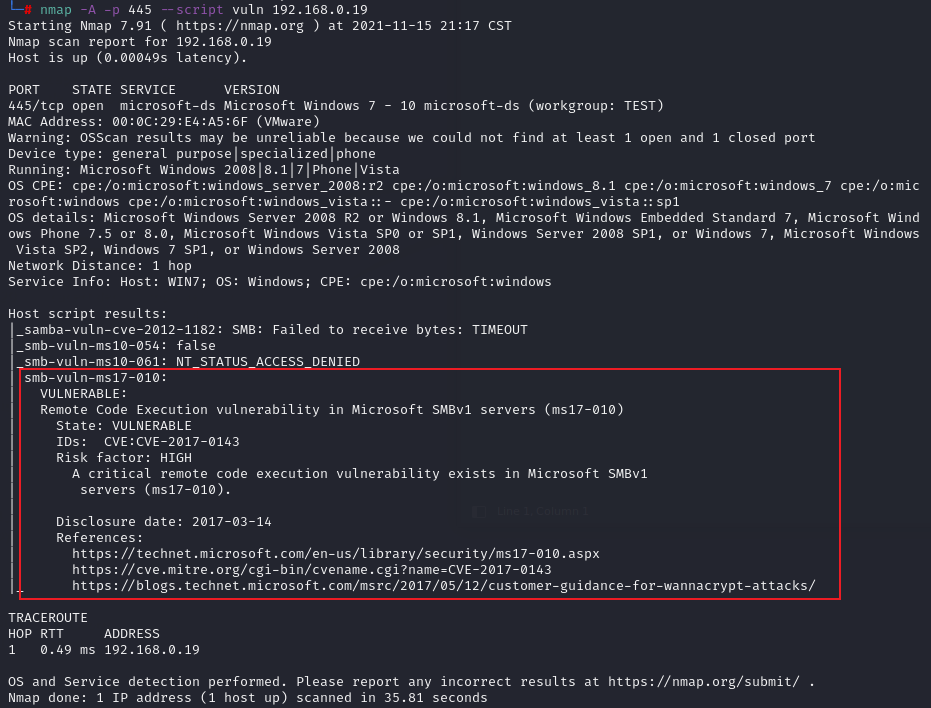 └─# nmap -A -p 445 --script vuln 192.168.0.19
Starting Nmap 7.91 ( https://nmap.org ) at 2021-11-15 21:17 CST
Nmap scan report for 192.168.0.19
Host is up (0.00049s latency).

PORT    STATE SERVICE      VERSION
445/tcp open  microsoft-ds Microsoft Windows 7 - 10 microsoft-ds (workgroup: TEST)
MAC Address: 00:0C:29:E4:A5:6F (VMware)
Warning: OSScan results may be unreliable because we could not find at least 1 open and 1 closed port
Device type: general purpose|specialized|phone
Running: Microsoft Windows 2008|8.1|7|Phone|Vista
OS CPE: cpe:/o:microsoft:windows_server_2008:r2 cpe:/o:microsoft:windows_8.1 cpe:/o:microsoft:windows_7 cpe:/o:mic
rosoft:windows cpe:/o:microsoft:windows_vista::- cpe:/o:microsoft:windows_vista::sp1
OS details: Microsoft Windows Server 2008 R2 or Windows 8.1, Microsoft Windows Embedded Standard 7, Microsoft Wind
ows Phone 7.5 or 8.0, Microsoft Windows Vista SP0 or SP1, Windows Server 2008 SP1, or Windows 7, Microsoft Windows
 Vista SP2, Windows 7 SP1, or Windows Server 2008
Network Distance: 1 hop
Service Info: Host: WIN7; OS: Windows; CPE: cpe:/o:microsoft:windows

Host script results:
|_samba-vuln-cve-2012-1182: SMB: Failed to receive bytes: TIMEOUT
|_smb-vuln-ms10-054: false
|_smb-vuln-ms10-061: NT_STATUS_ACCESS_DENIED
| smb-vuln-ms17-010:
|   VULNERABLE:
|   Remote Code Execution vulnerability in Microsoft SMBv1 servers (ms17-010)
|     State: VULNERABLE
|     IDs:  CVE:CVE-2017-0143
|     Risk factor: HIGH
|       A critical remote code execution vulnerability exists in Microsoft SMBv1
|        servers (ms17-010).
|
|     Disclosure date: 2017-03-14
|     References:
|       https://technet.microsoft.com/en-us/library/security/ms17-010.aspx
|       https://cve.mitre.org/cgi-bin/cvename.cgi?name=CVE-2017-0143
|_      https://blogs.technet.microsoft.com/msrc/2017/05/12/customer-guidance-for-wannacrypt-attacks/

TRACEROUTE
HOP RTT     ADDRESS
1   0.49 ms 192.168.0.19

OS and Service detection performed. Please report any incorrect results at https://nmap.org/submit/ .
Nmap done: 1 IP address (1 host up) scanned in 35.81 seconds